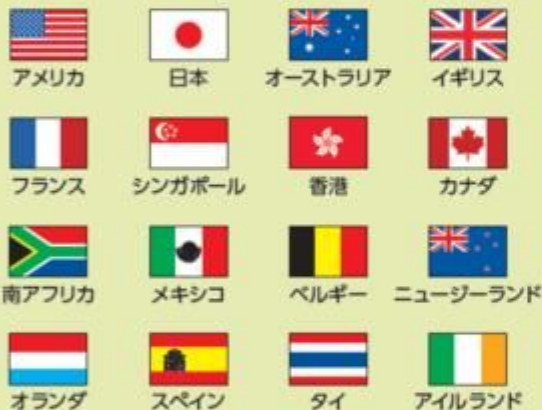 アメリカ 日本 オーストラリア イギリス
フランス シンガポール 香港 カナダ
南アフリカ メキシコ ベルギー ニュージーランド
オランダ スペイン タイ アイルランド